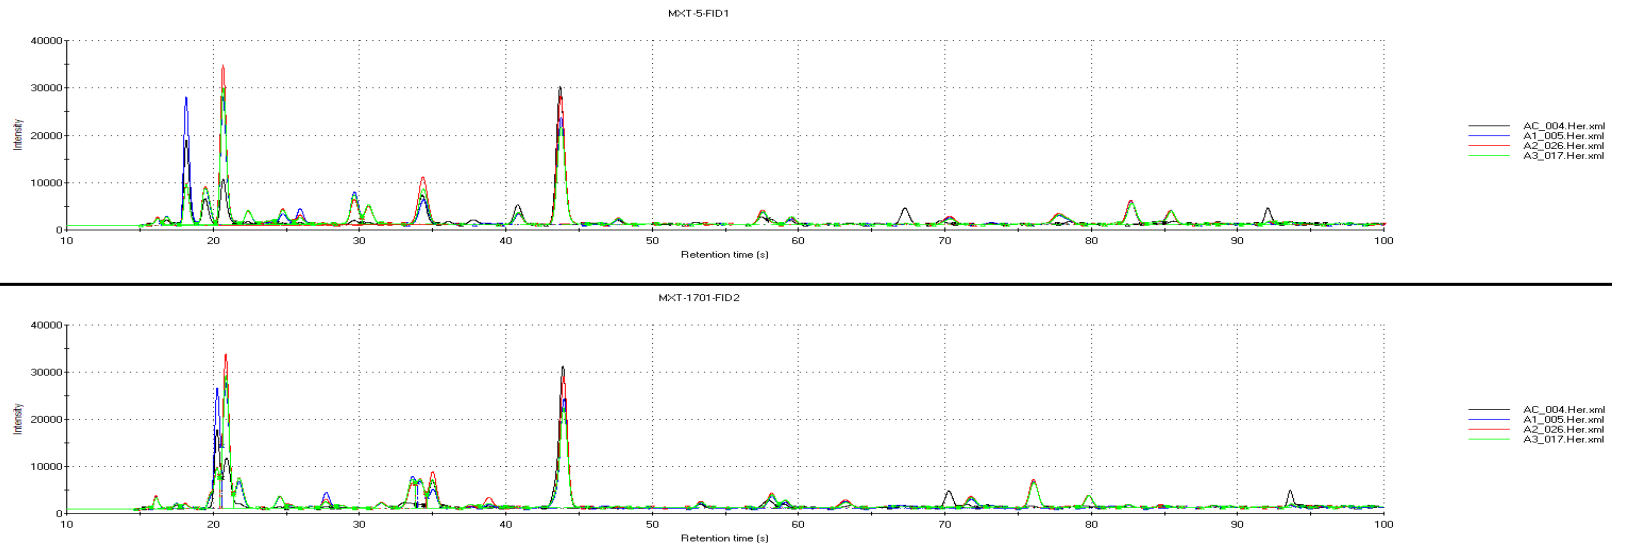 MXT-5-FID1
40000
30000
20000
10000
0
Intensity
10 20 30 40 50 60 70 80 90 100
Retention time (s)
AC_004.Her.xml
A1_005.Her.xml
A2_026.Her.xml
A3_017.Her.xml
MXT-1701-FID2
40000
30000
20000
10000
0
Intensity
10 20 30 40 50 60 70 80 90 100
Retention time (s)
AC_004.Her.xml
A1_005.Her.xml
A2_026.Her.xml
A3_017.Her.xml